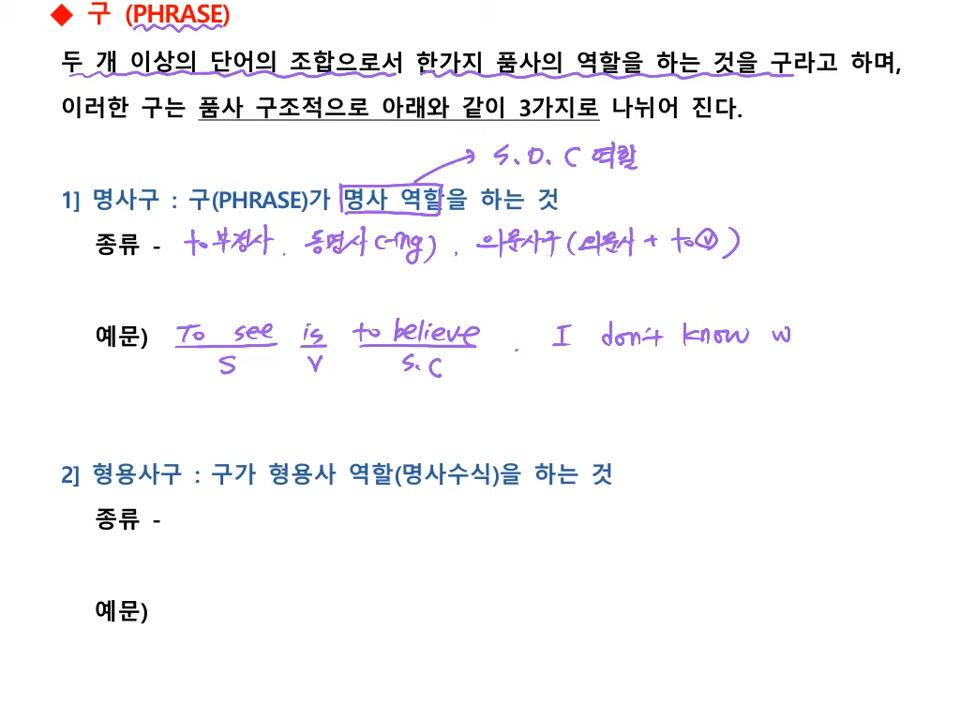 ◆ 구 (PHRASE)
두 개 이상의 단어의 조합으로서 한가지 품사의 역할을 하는 것을 구라고 하며,
이러한 구는 품사 구조적으로 아래와 같이 3가지로 나뉘어 진다.
→ S. O. C 역할
1] 명사구 : 구(PHRASE)가 명사 역할을 하는 것
종류 - to부정사 . 동명사(-ing) . 의문사구(의문사 + toⓥ)
예문) To see is to believe . I don't know w
S V S.C
2] 형용사구 : 구가 형용사 역할(명사수식)을 하는 것
종류 -
예문)